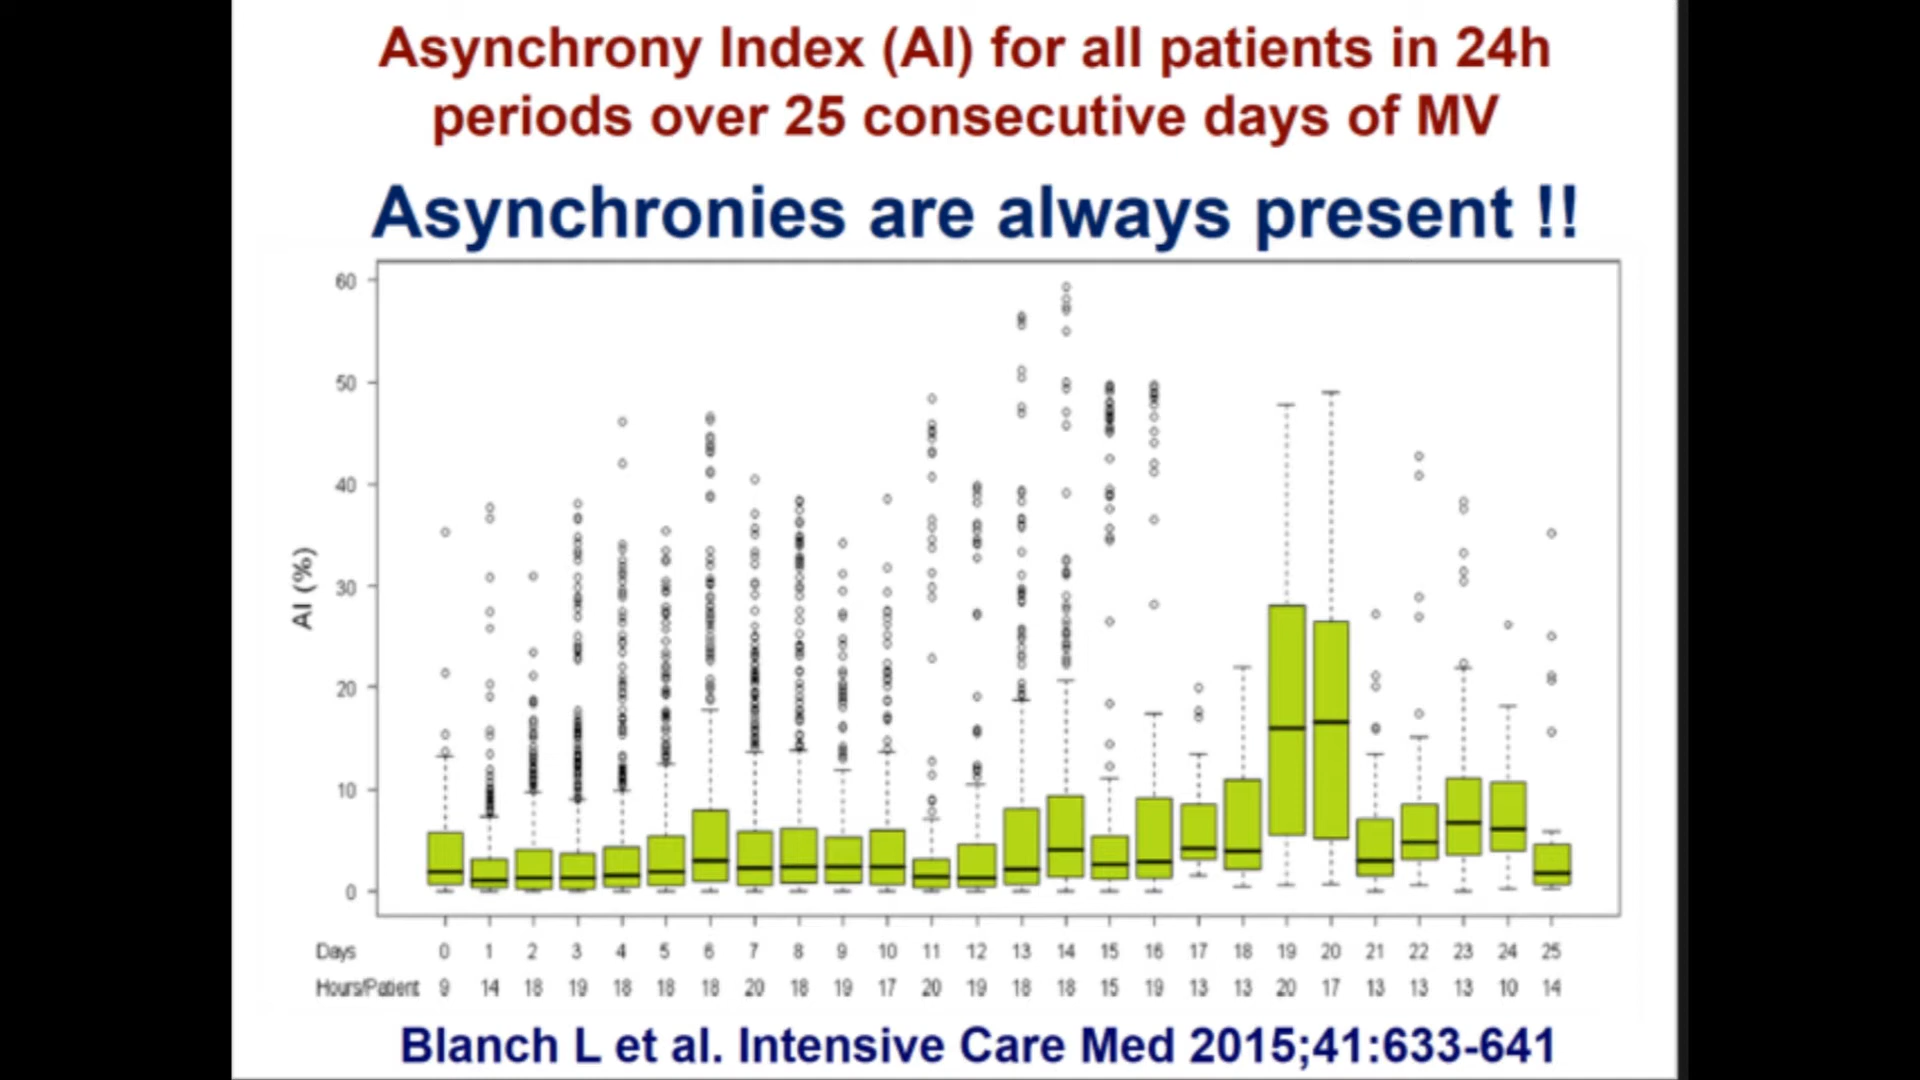 Asynchrony Index (AI) for all patients in 24h
periods over 25 consecutive days of MV
Asynchronies are always present !!
60
50
40
30
20
10
0
AI (%)
Days 0 1 2 3 4 5 6 7 8 9 10 11 12 13 14 15 16 17 18 19 20 21 22 23 24 25
Hours/Patient 9 14 18 19 18 18 18 20 18 19 17 20 19 18 18 15 19 13 13 20 17 13 13 13 10 14
Blanch L et al. Intensive Care Med 2015;41:633-641